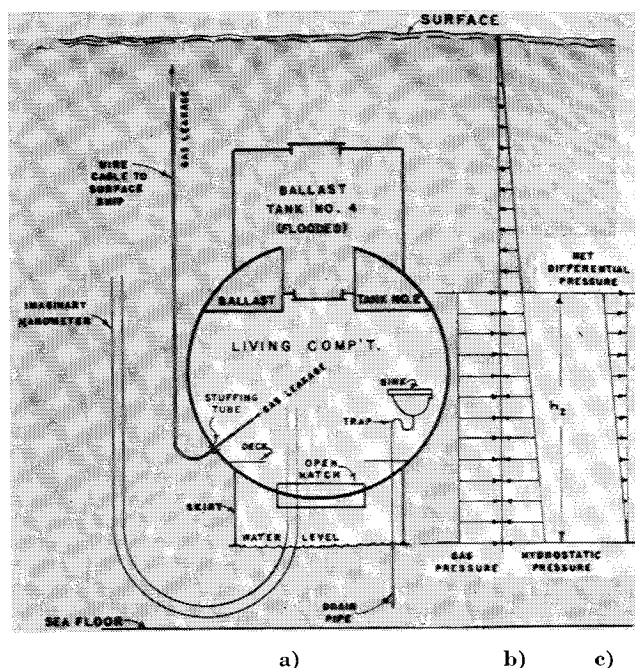 SURFACE
GAS LEAKAGE
WIRE
CABLE TO
SURFACE
SHIP
BALLAST
TANK NO. 4
(FLOODED)
NET
DIFFERENTIAL
PRESSURE
IMAGINARY
MANOMETER
BALLAST
TANK NO. 2
LIVING COMP'T.
STUFFING
TUBE
GAS LEAKAGE
SINK
TRAP
h2
DECK
OPEN
HATCH
SKIRT
WATER LEVEL
GAS
PRESSURE
HYDROSTATIC
PRESSURE
DRAIN
PIPE
SEA FLOOR
a) b) c)